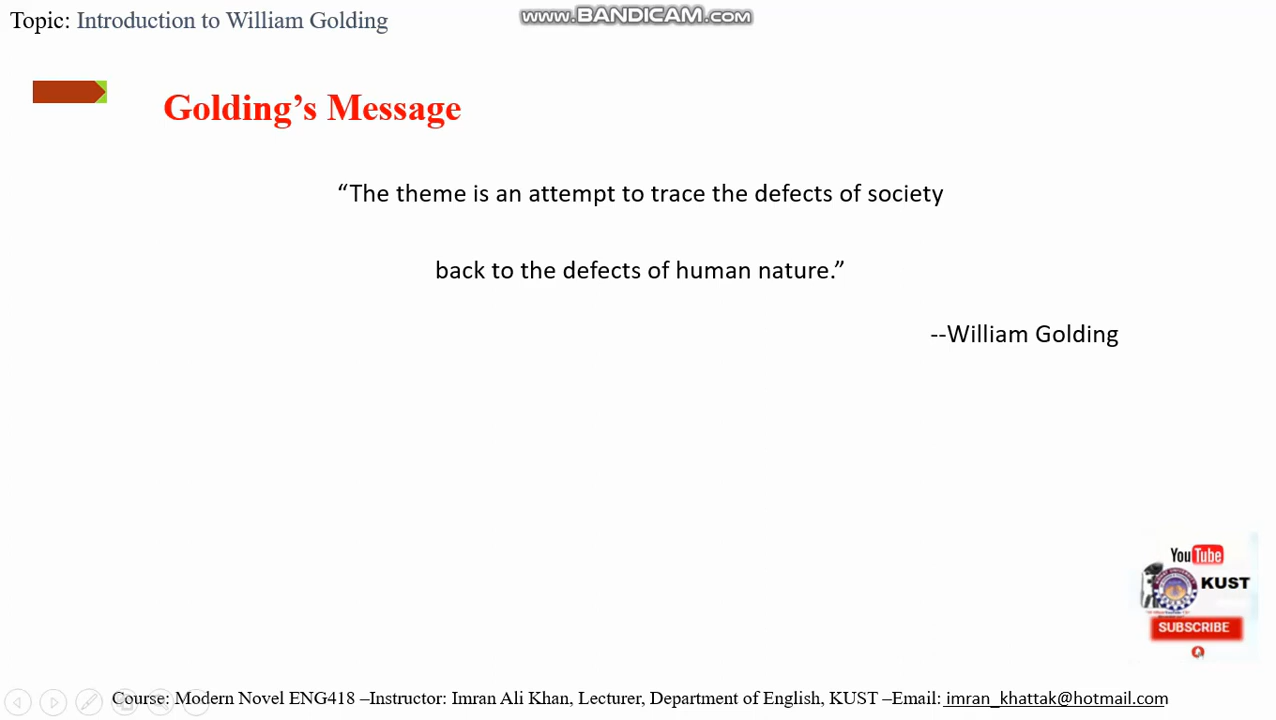 Topic: Introduction to William Golding
www.BANDICAM.com
Golding’s Message
“The theme is an attempt to trace the defects of society
back to the defects of human nature.”
--William Golding
YouTube
KUST
SUBSCRIBE
Course: Modern Novel ENG418 –Instructor: Imran Ali Khan, Lecturer, Department of English, KUST –Email: imran_khattak@hotmail.com